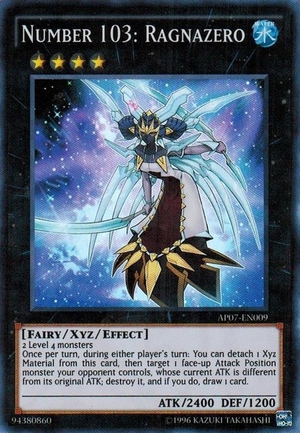 NUMBER 103: RAGNAZERO
WATER
水
AP07-EN009
[FAIRY/XYZ/EFFECT]
2 Level 4 monsters
Once per turn, during either player's turn: You can detach 1 Xyz
Material from this card, then target 1 face-up Attack Position
monster your opponent controls, whose current ATK is different
from its original ATK; destroy it, and if you do, draw 1 card.
ATK/2400 DEF/1200
94380860
©1996 KAZUKI TAKAHASHI